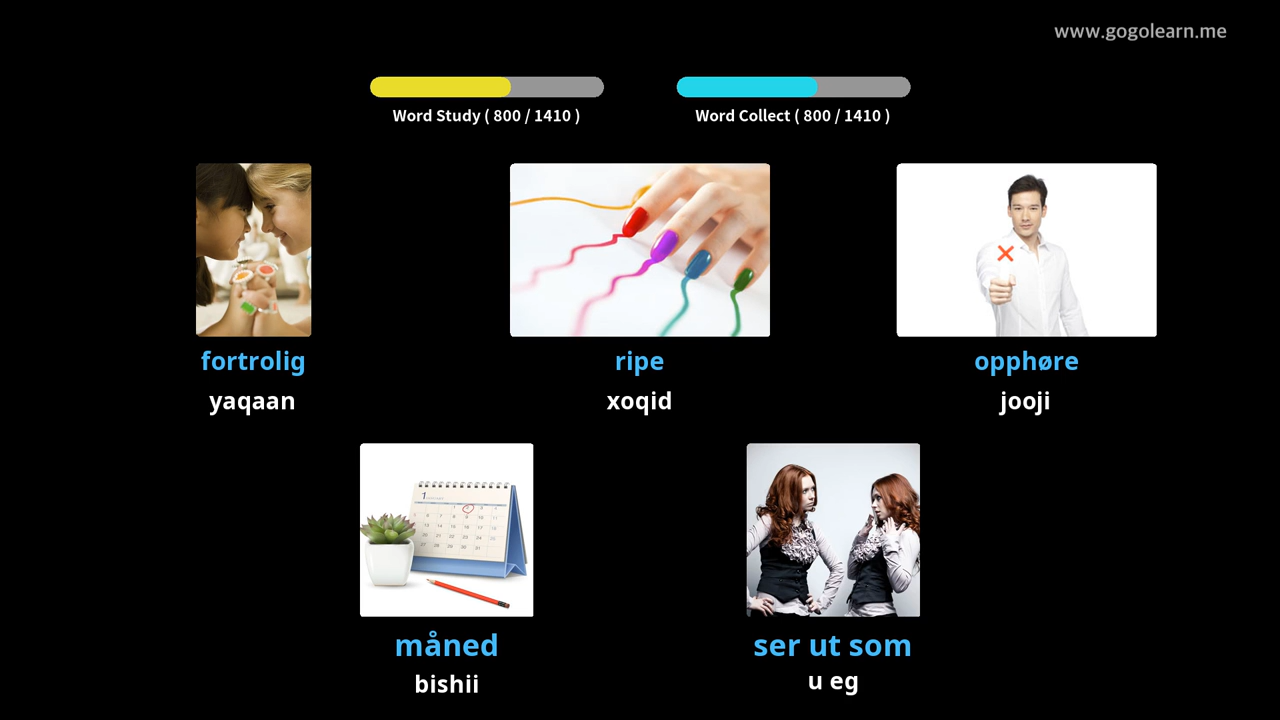 www.gogolearn.me
Word Study ( 800 / 1410 )
Word Collect ( 800 / 1410 )
fortrolig
yaqaan
ripe
xoqid
opphøre
jooji
måned
bishii
ser ut som
u eg